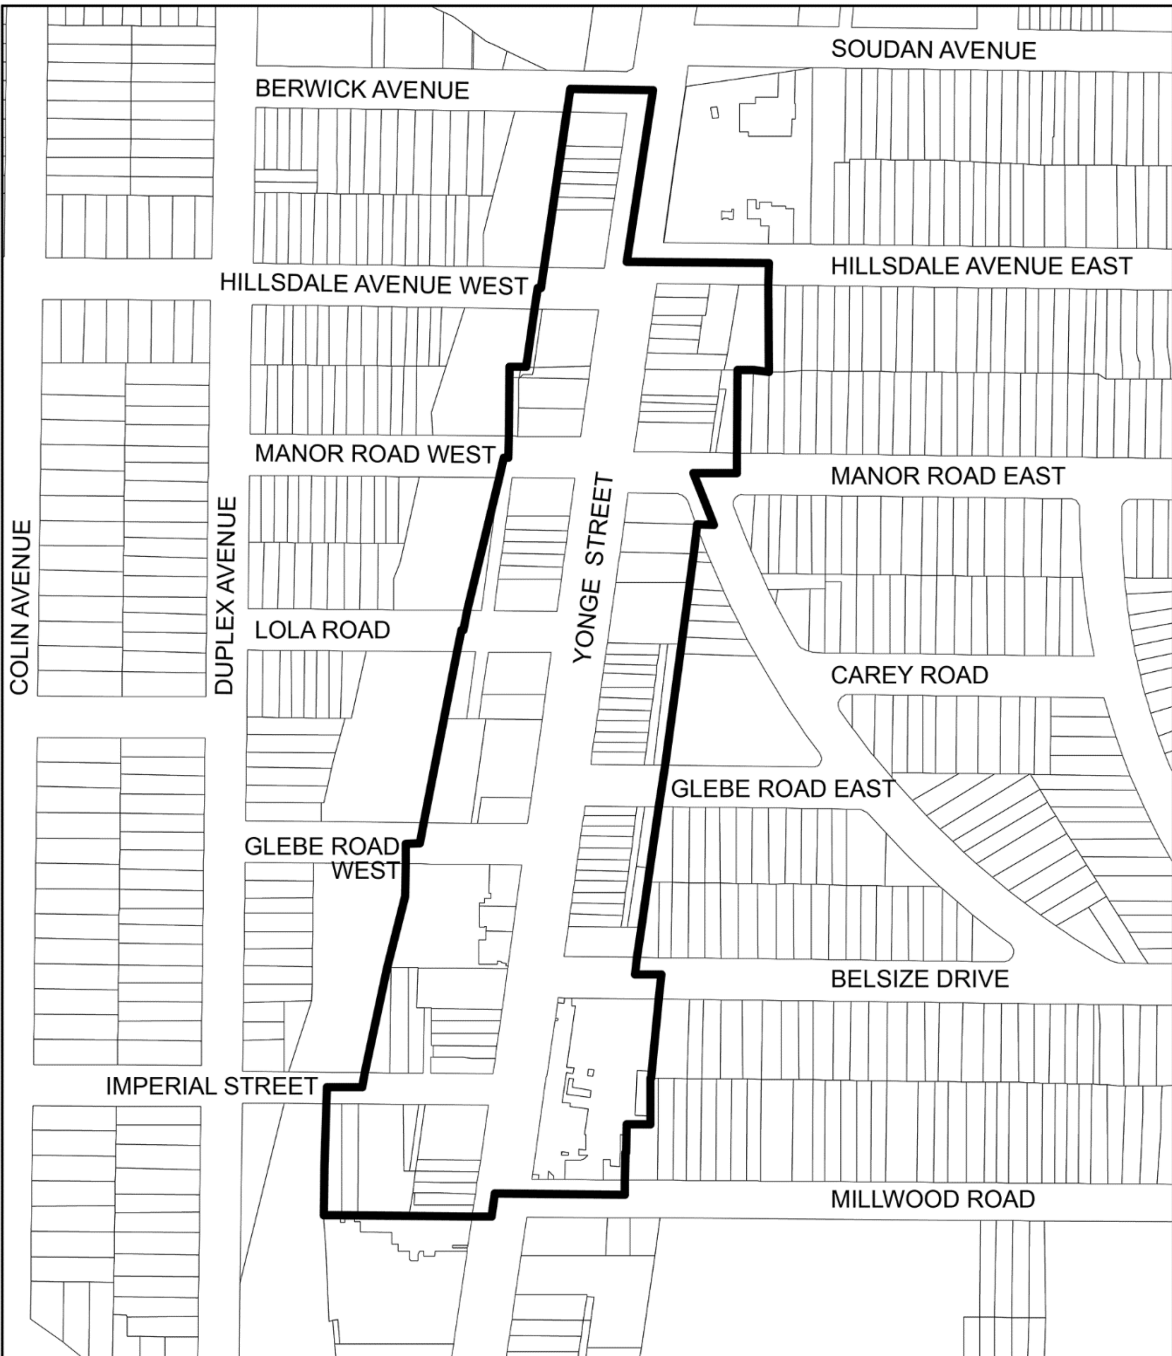 SOUDAN AVENUE
BERWICK AVENUE
HILLSDALE AVENUE EAST
HILLSDALE AVENUE WEST
MANOR ROAD WEST
MANOR ROAD EAST
YONGE STREET
COLIN AVENUE
DUPLEX AVENUE
LOLA ROAD
CAREY ROAD
GLEBE ROAD EAST
GLEBE ROAD
WEST
BELSIZE DRIVE
IMPERIAL STREET
MILLWOOD ROAD